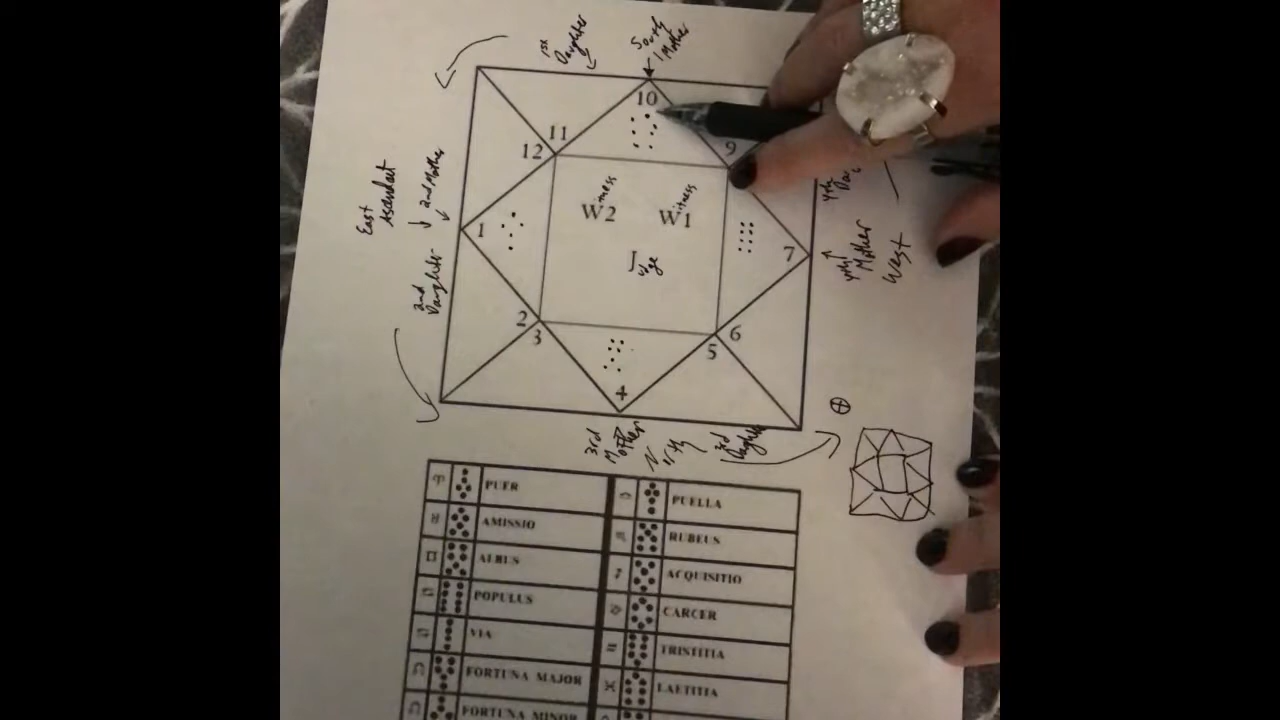 1st
Daughter
South
1 Mother
10
11
12
9
East
Ascendant
2nd Mother
2nd
Daughter
1
Witness
W2
Witness
W1
Judge
7
4th
Mother
West
2
3
6
5
4
3rd
Mother
North
3rd
Daughter
PUER
PUELLA
AMISSIO
RUBEUS
ALBUS
ACQUISITIO
POPULUS
CARCER
VIA
TRISTITIA
FORTUNA MAJOR
LAETITIA
FORTUNA MINOR